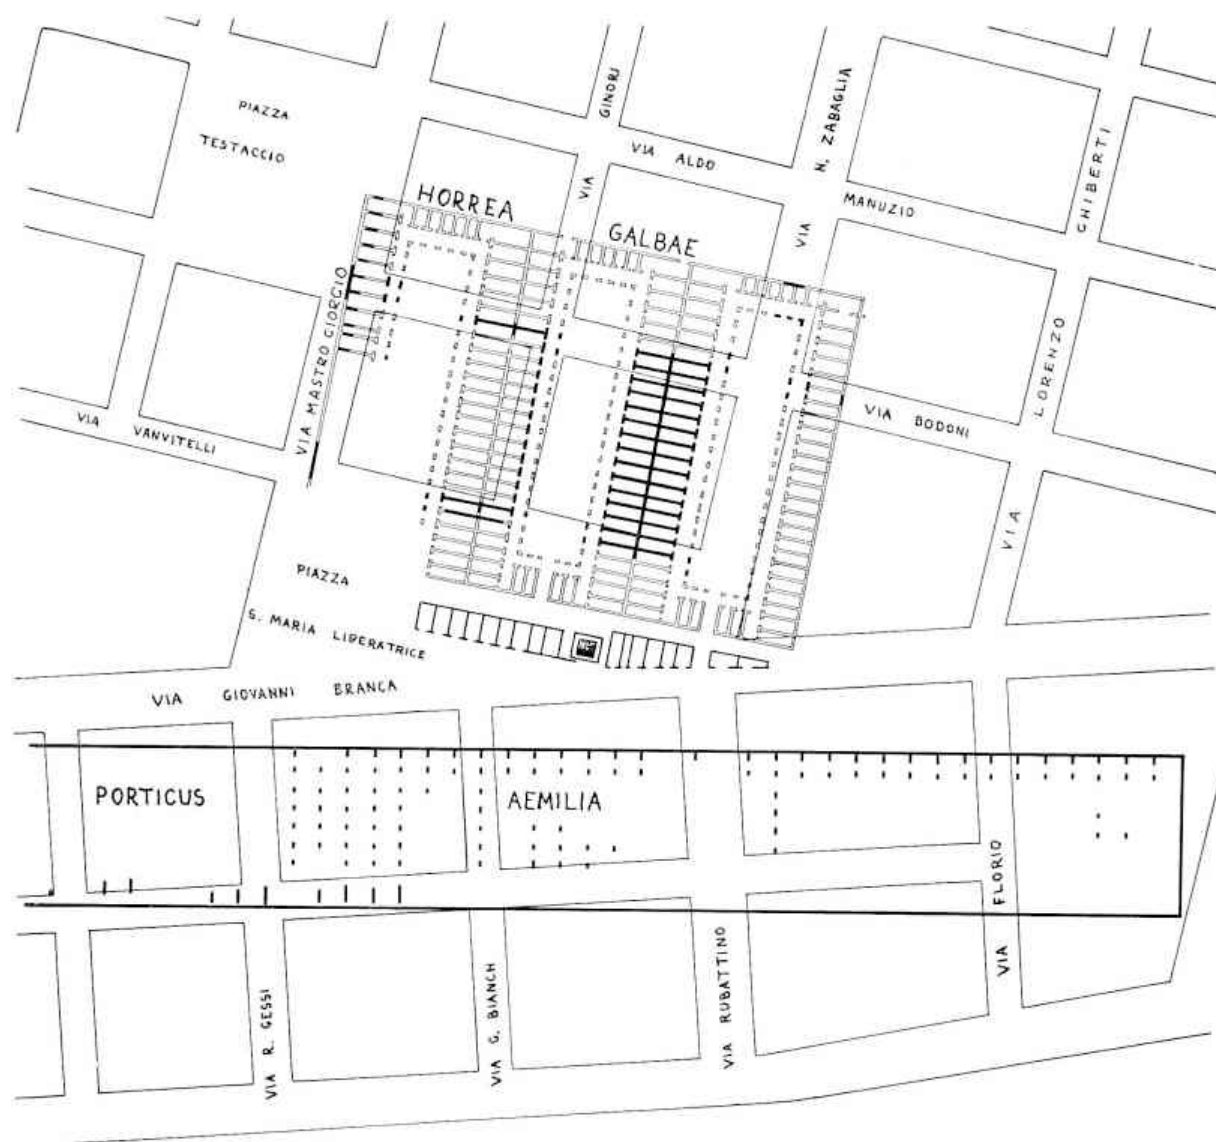 PIAZZA
TESTACCIO
HORREA
GALBAE
VIA GINORI
VIA ALDO MANUZIO
VIA N. ZABAGLIA
VIA LORENZO GHIBERTI
VIA MASTRO GIORGIO
VIA VANVITELLI
VIA BODONI
PIAZZA
S. MARIA LIBERATRICE
VIA GIOVANNI BRANCA
PORTICUS
AEMILIA
VIA R. GESSI
VIA G. BIANCH
VIA RUBATTINO
VIA FLORIO